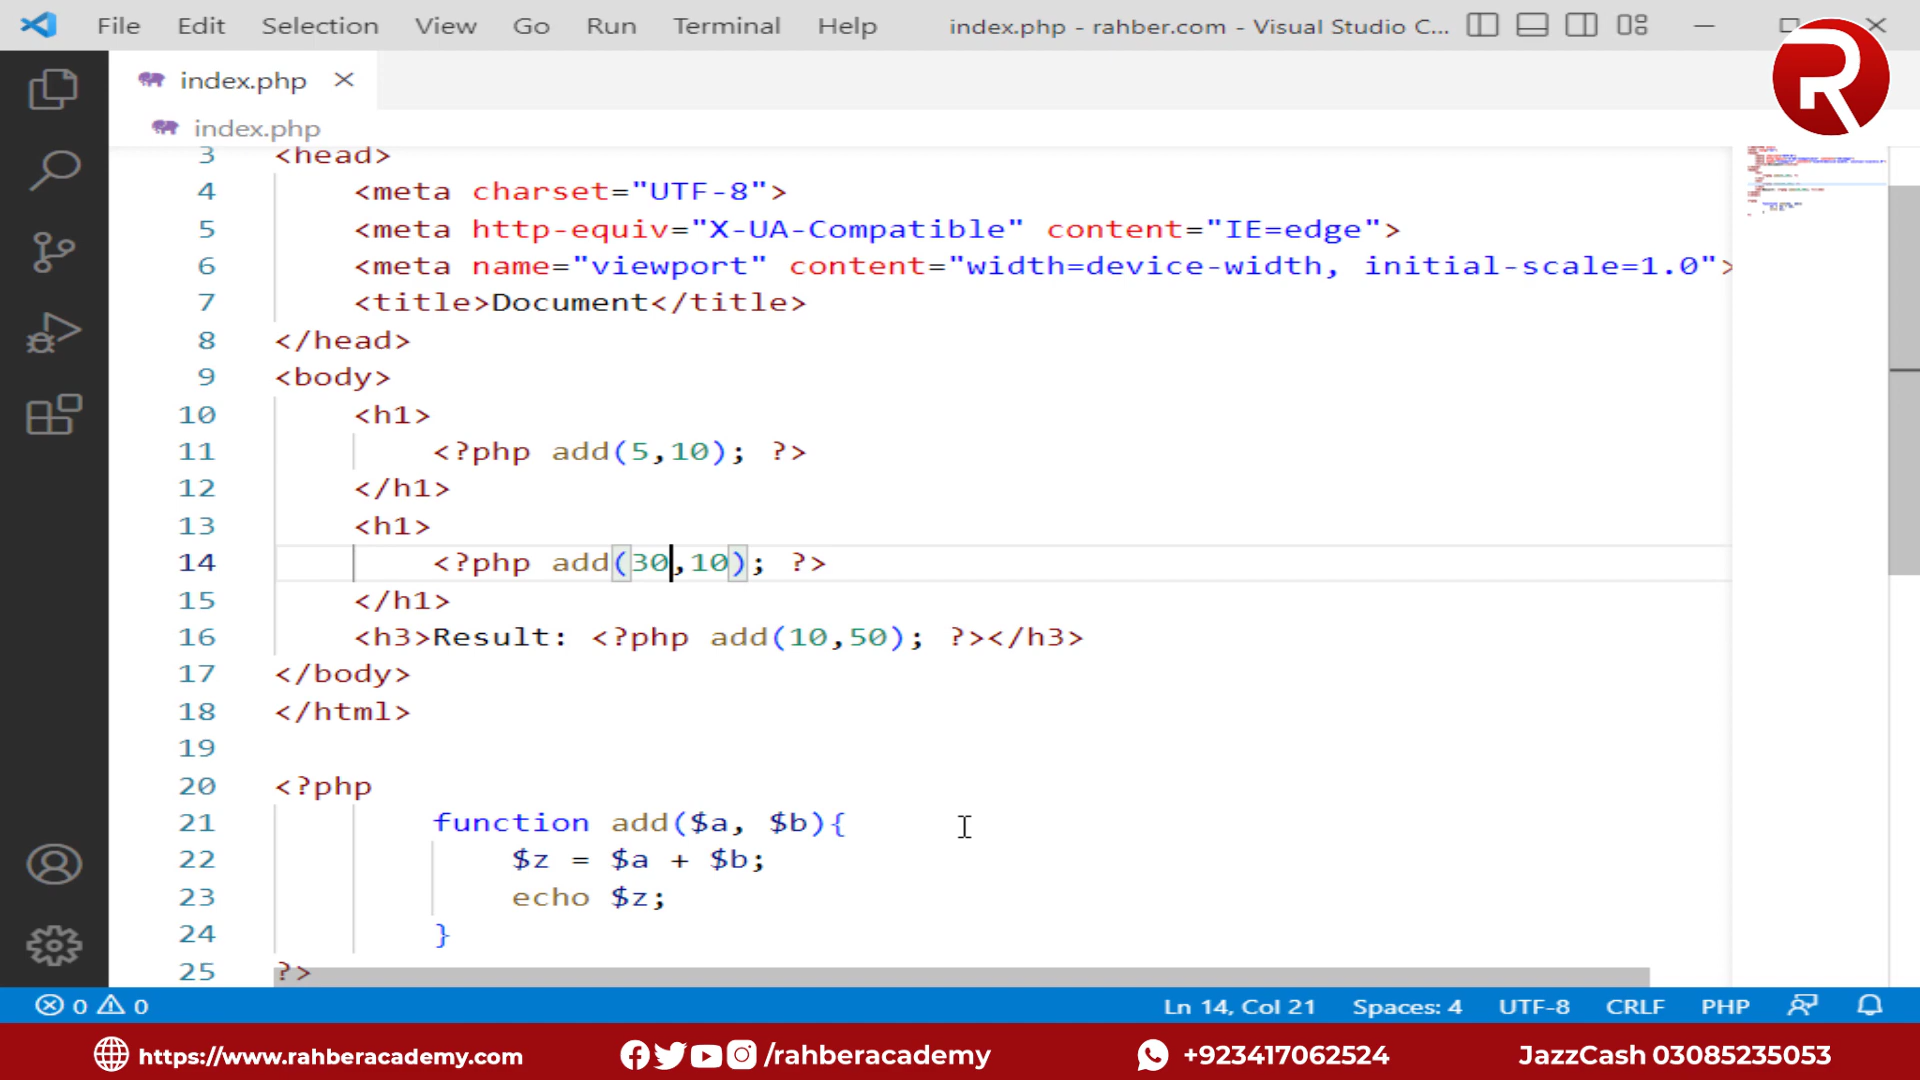 File Edit Selection View Go Run Terminal Help index.php - rahber.com - Visual Studio C...
index.php
index.php
R
3 <head>
4 <meta charset="UTF-8">
5 <meta http-equiv="X-UA-Compatible" content="IE=edge">
6 <meta name="viewport" content="width=device-width, initial-scale=1.0">
7 <title>Document</title>
8 </head>
9 <body>
10 <h1>
11 <?php add(5,10); ?>
12 </h1>
13 <h1>
14 <?php add(30,10); ?>
15 </h1>
16 <h3>Result: <?php add(10,50); ?></h3>
17 </body>
18 </html>
19
20 <?php
21 function add($a, $b){
22 $z = $a + $b;
23 echo $z;
24 }
25 ?>
0 0 Ln 14, Col 21 Spaces: 4 UTF-8 CRLF PHP
https://www.rahberacademy.com /rahberacademy +923417062524 JazzCash 03085235053